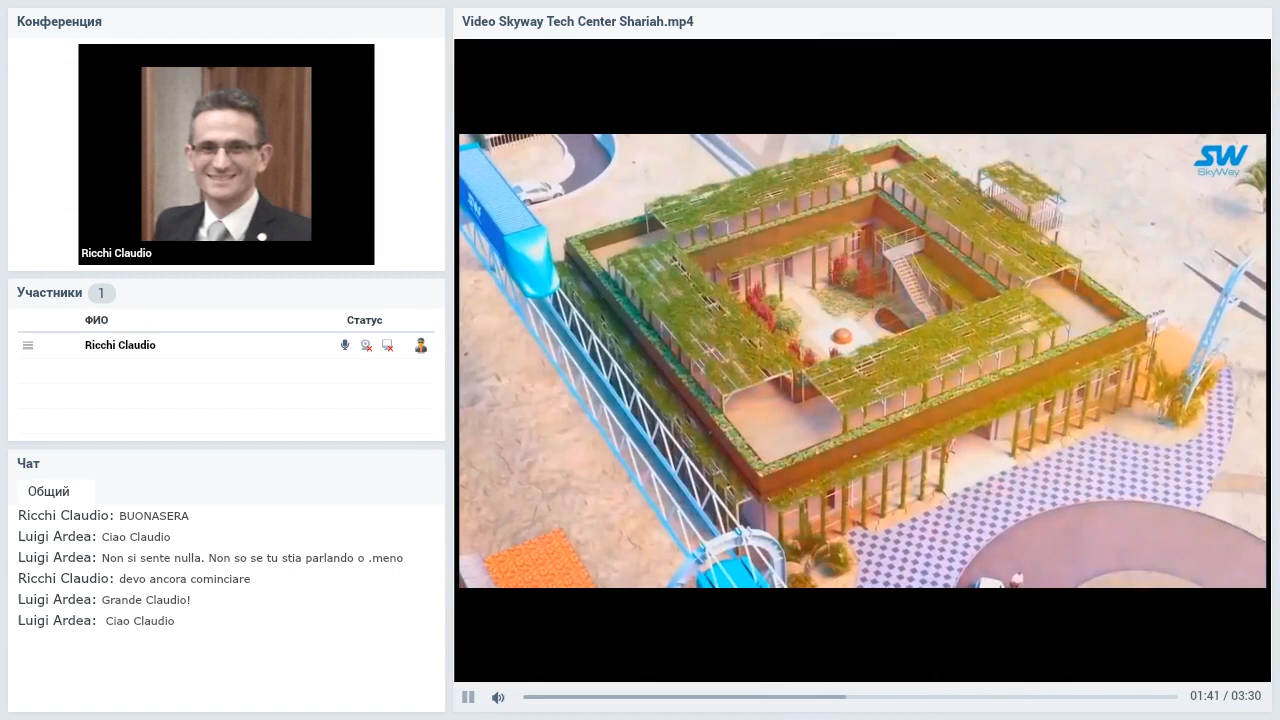 Конференция
Ricchi Claudio
Участники 1
ФИО Статус
Ricchi Claudio
Чат
Общий
Ricchi Claudio: BUONASERA
Luigi Ardea: Ciao Claudio
Luigi Ardea: Non si sente nulla. Non so se tu stia parlando o .meno
Ricchi Claudio: devo ancora cominciare
Luigi Ardea: Grande Claudio!
Luigi Ardea: Ciao Claudio
Video Skyway Tech Center Shariah.mp4
SW
SkyWay
01:41 / 03:30